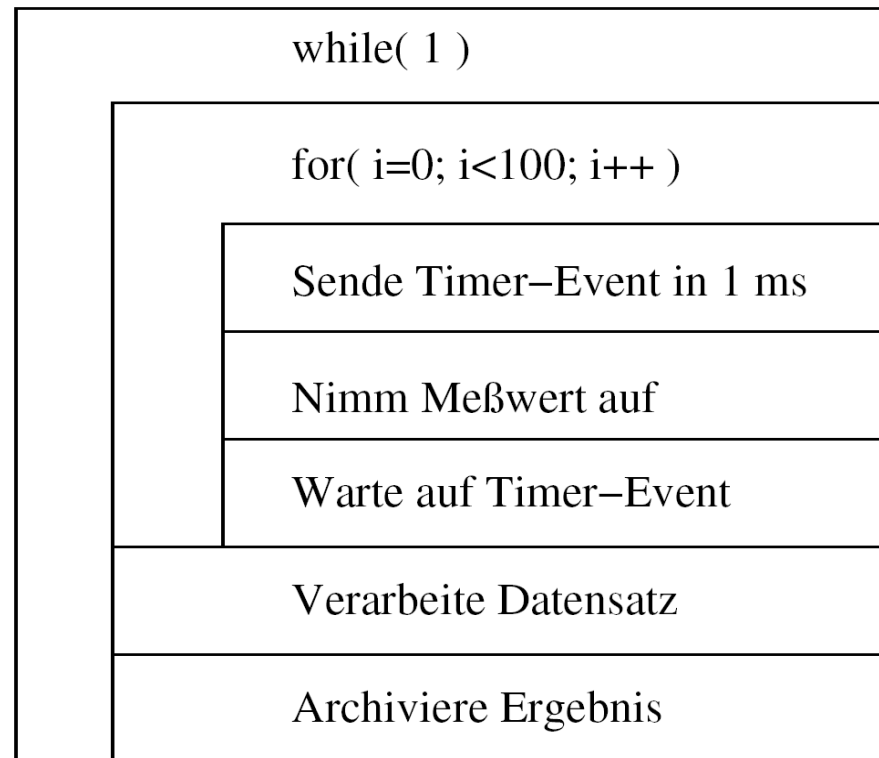 while( 1 )
for( i=0; i<100; i++ )
Sende Timer−Event in 1 ms
Nimm Meßwert auf
Warte auf Timer−Event
Verarbeite Datensatz
Archiviere Ergebnis